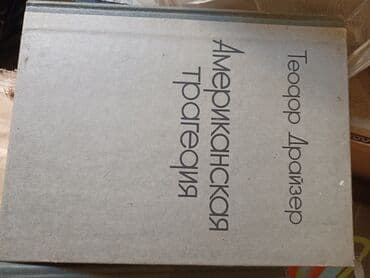 Теодор Драйзер
Американская
трагедия